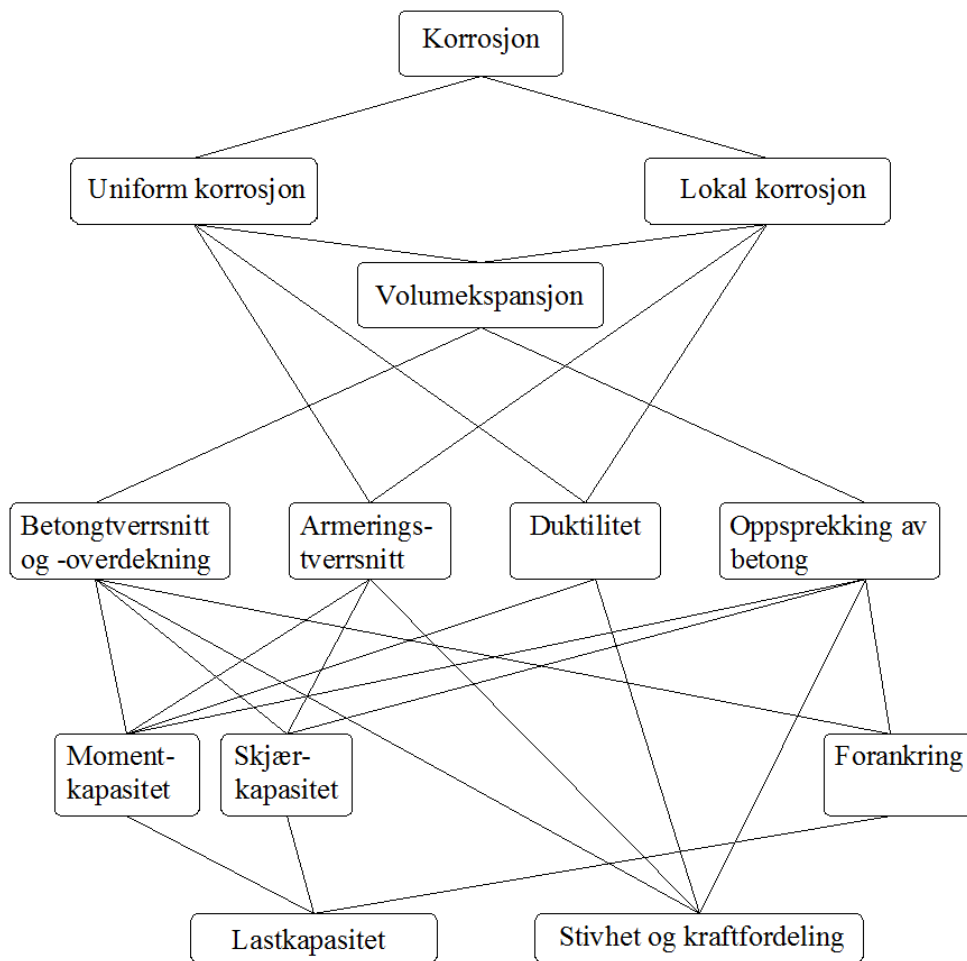 Korrosjon
Uniform korrosjon
Lokal korrosjon
Volumekspansjon
Betongtverrsnitt
og -overdekning
Armerings-
tverrsnitt
Duktilitet
Oppsprekking av
betong
Moment-
kapasitet
Skjær-
kapasitet
Forankring
Lastkapasitet
Stivhet og kraftfordeling